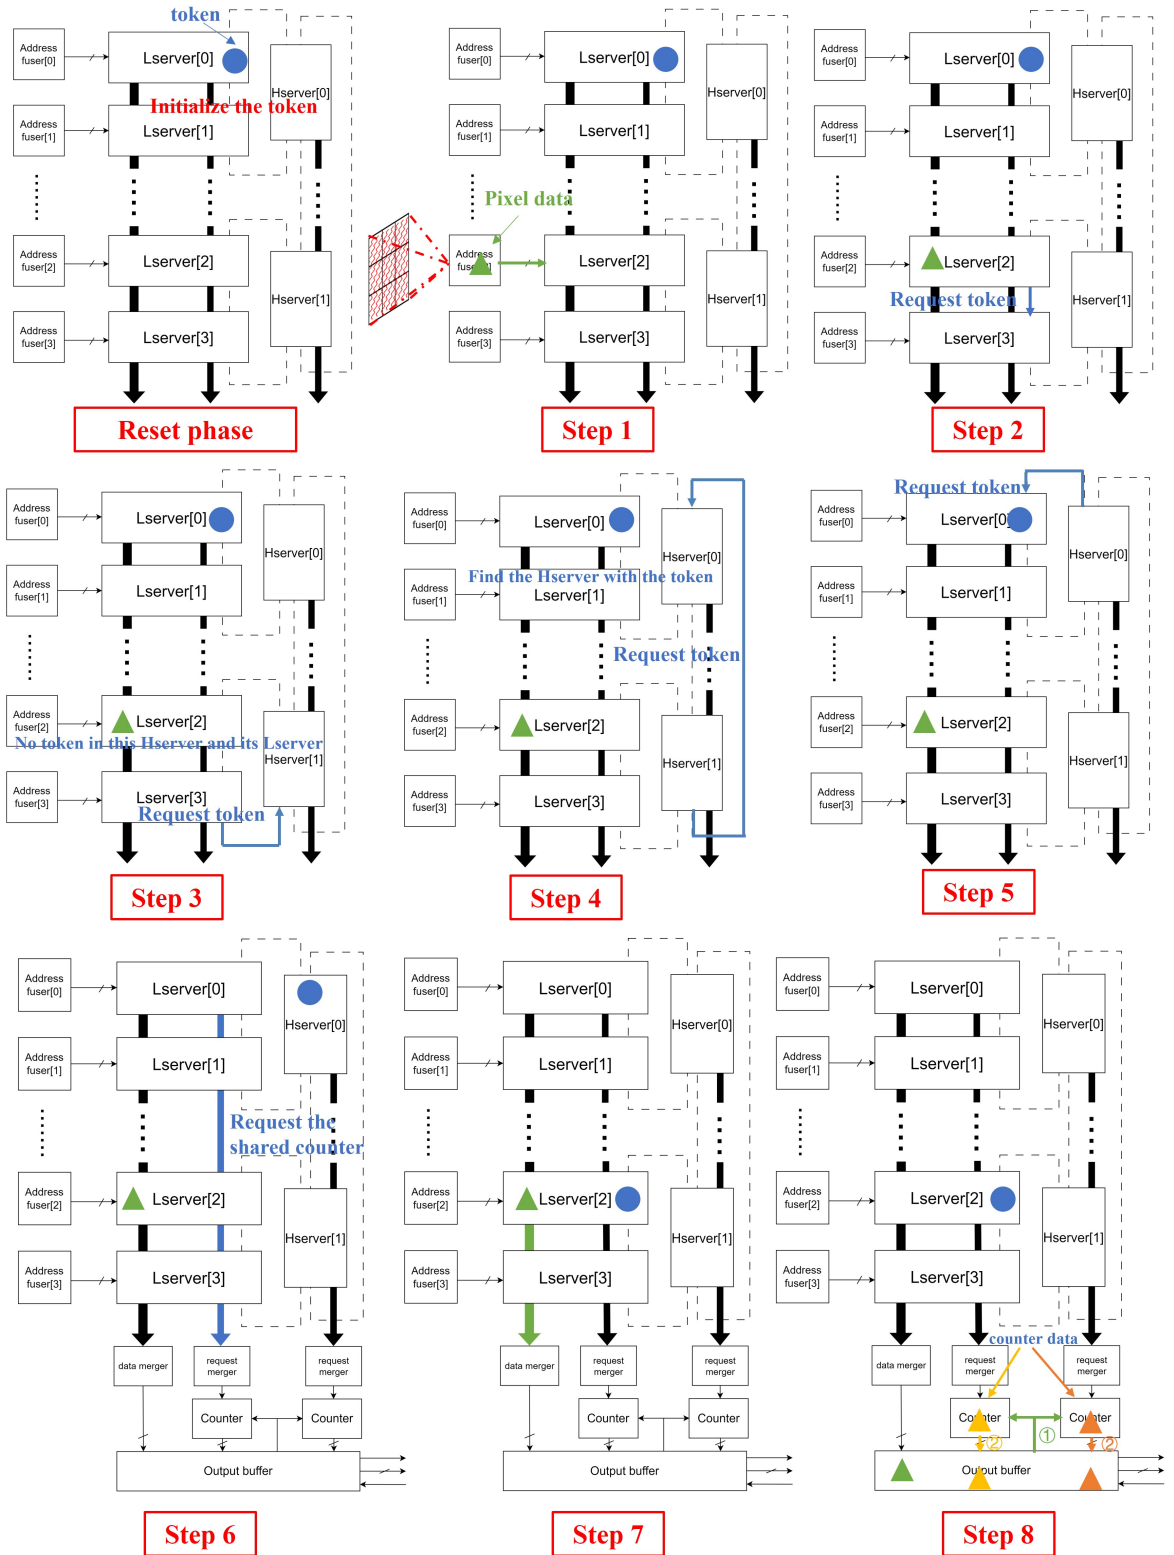 token
Address
fuser[0]
Lserver[0]
Hserver[0]
Initialize the token
Address
fuser[1]
Lserver[1]
Address
fuser[2]
Lserver[2]
Hserver[1]
Address
fuser[3]
Lserver[3]
Reset phase
Address
fuser[0]
Lserver[0]
Hserver[0]
Address
fuser[1]
Lserver[1]
Pixel data
Address
Lserver[2]
Hserver[1]
Address
fuser[3]
Lserver[3]
Step 1
Address
fuser[0]
Lserver[0]
Hserver[0]
Address
fuser[1]
Lserver[1]
Address
fuser[2]
Lserver[2]
Request token
Hserver[1]
Address
fuser[3]
Lserver[3]
Step 2
Address
fuser[0]
Lserver[0]
Hserver[0]
Address
fuser[1]
Lserver[1]
Address
fuser[2]
Lserver[2]
No token in this Hserver and its Lserver
Hserver[1]
Address
fuser[3]
Lserver[3]
Request token
Step 3
Address
fuser[0]
Lserver[0]
Hserver[0]
Find the Hserver with the token
Address
fuser[1]
Lserver[1]
Request token
Address
fuser[2]
Lserver[2]
Hserver[1]
Address
fuser[3]
Lserver[3]
Step 4
Request token
Address
fuser[0]
Lserver[0]
Hserver[0]
Address
fuser[1]
Lserver[1]
Address
fuser[2]
Lserver[2]
Hserver[1]
Address
fuser[3]
Lserver[3]
Step 5
Address
fuser[0]
Lserver[0]
Hserver[0]
Address
fuser[1]
Lserver[1]
Request the
shared counter
Address
fuser[2]
Lserver[2]
Hserver[1]
Address
fuser[3]
Lserver[3]
data merger
request
merger
request
merger
Counter
Counter
Output buffer
Step 6
Address
fuser[0]
Lserver[0]
Hserver[0]
Address
fuser[1]
Lserver[1]
Address
fuser[2]
Lserver[2]
Hserver[1]
Address
fuser[3]
Lserver[3]
data merger
request
merger
request
merger
Counter
Counter
Output buffer
Step 7
Address
fuser[0]
Lserver[0]
Hserver[0]
Address
fuser[1]
Lserver[1]
Address
fuser[2]
Lserver[2]
Hserver[1]
Address
fuser[3]
Lserver[3]
counter data
data merger
request
merger
request
merger
Counter
Counter
①
②
②
Output buffer
Step 8